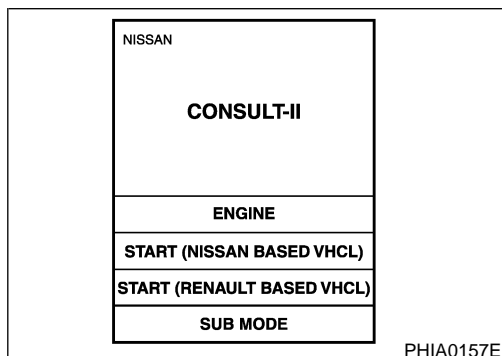 NISSAN
CONSULT-II
ENGINE
START (NISSAN BASED VHCL)
START (RENAULT BASED VHCL)
SUB MODE
PHIA0157E